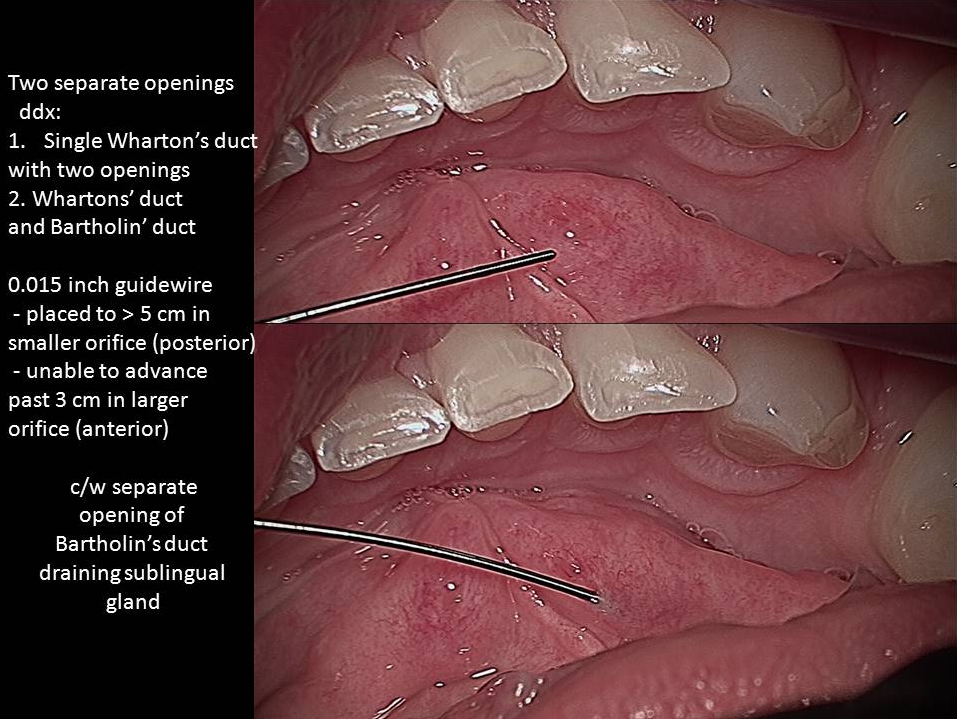 Two separate openings
ddx:
1. Single Wharton's duct
with two openings
2. Whartons' duct
and Bartholin' duct
0.015 inch guidewire
- placed to > 5 cm in
smaller orifice (posterior)
- unable to advance
past 3 cm in larger
orifice (anterior)
c/w separate
opening of
Bartholin's duct
draining sublingual
gland